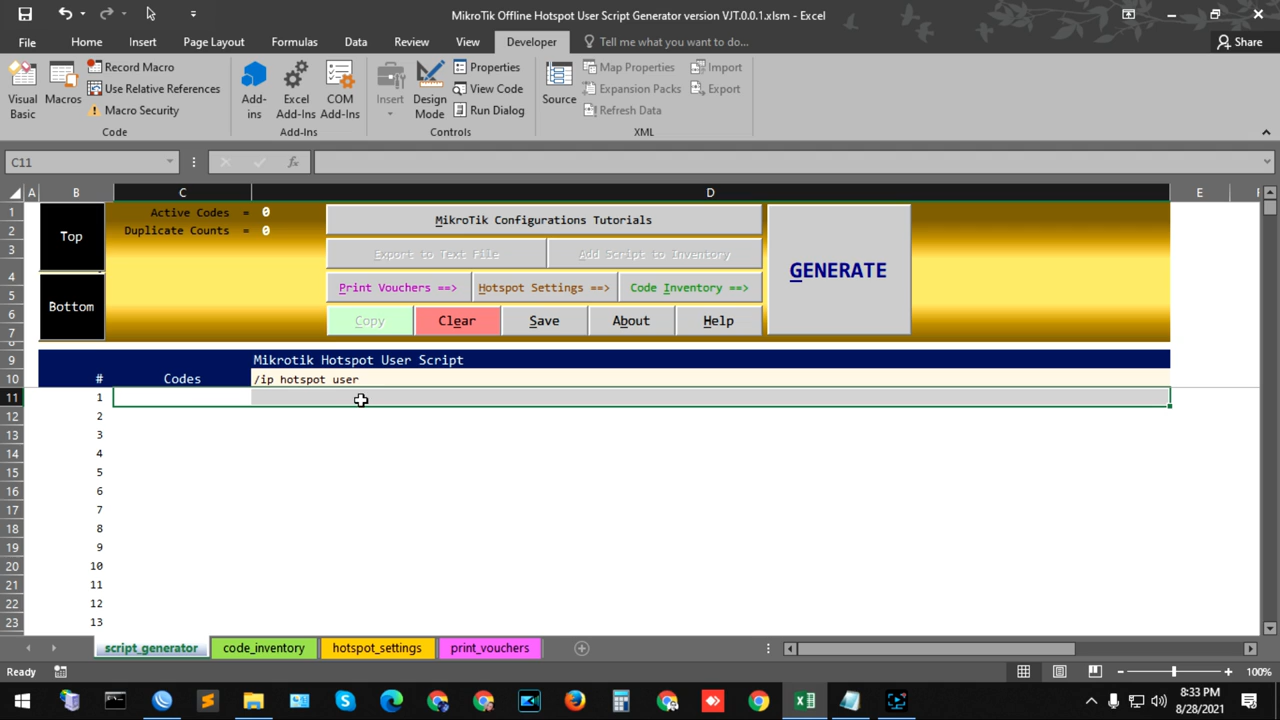 MikroTik Offline Hotspot User Script Generator version VJT.0.0.1.xlsm - Excel
File Home Insert Page Layout Formulas Data Review View Developer Tell me what you want to do... Share
Visual Basic
Macros
Record Macro
Use Relative References
Macro Security
Code
Add-ins
Excel Add-Ins
COM Add-Ins
Add-Ins
Insert
Design Mode
Properties
View Code
Run Dialog
Controls
Source
Map Properties
Expansion Packs
Refresh Data
Import
Export
XML
C11
fx
A B C D E F
1 Active Codes = 0
2 Duplicate Counts = 0
3
4
5
6
7
Top
Bottom
MikroTik Configurations Tutorials
Export to Text File Add Script to Inventory
Print Vouchers ==> Hotspot Settings ==> Code Inventory ==>
Copy Clear Save About Help
GENERATE
9 Mikrotik Hotspot User Script
10 # Codes /ip hotspot user
11 1
12 2
13 3
14 4
15 5
16 6
17 7
18 8
19 9
20 10
21 11
22 12
23 13
script_generator code_inventory hotspot_settings print_vouchers
Ready 100%
8:33 PM
8/28/2021